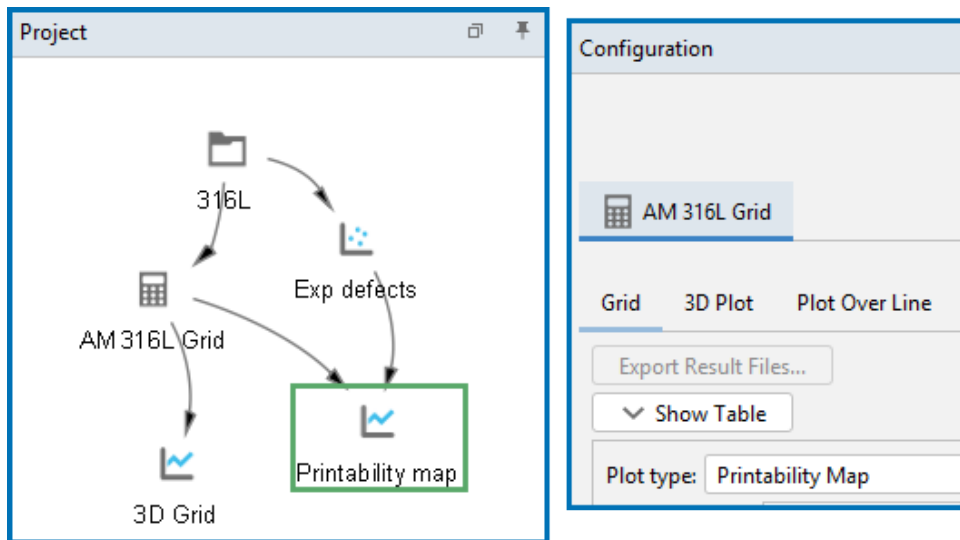 Project
316L
Exp defects
AM 316L Grid
Printability map
3D Grid
Configuration
AM 316L Grid
Grid 3D Plot Plot Over Line
Export Result Files...
Show Table
Plot type: Printability Map